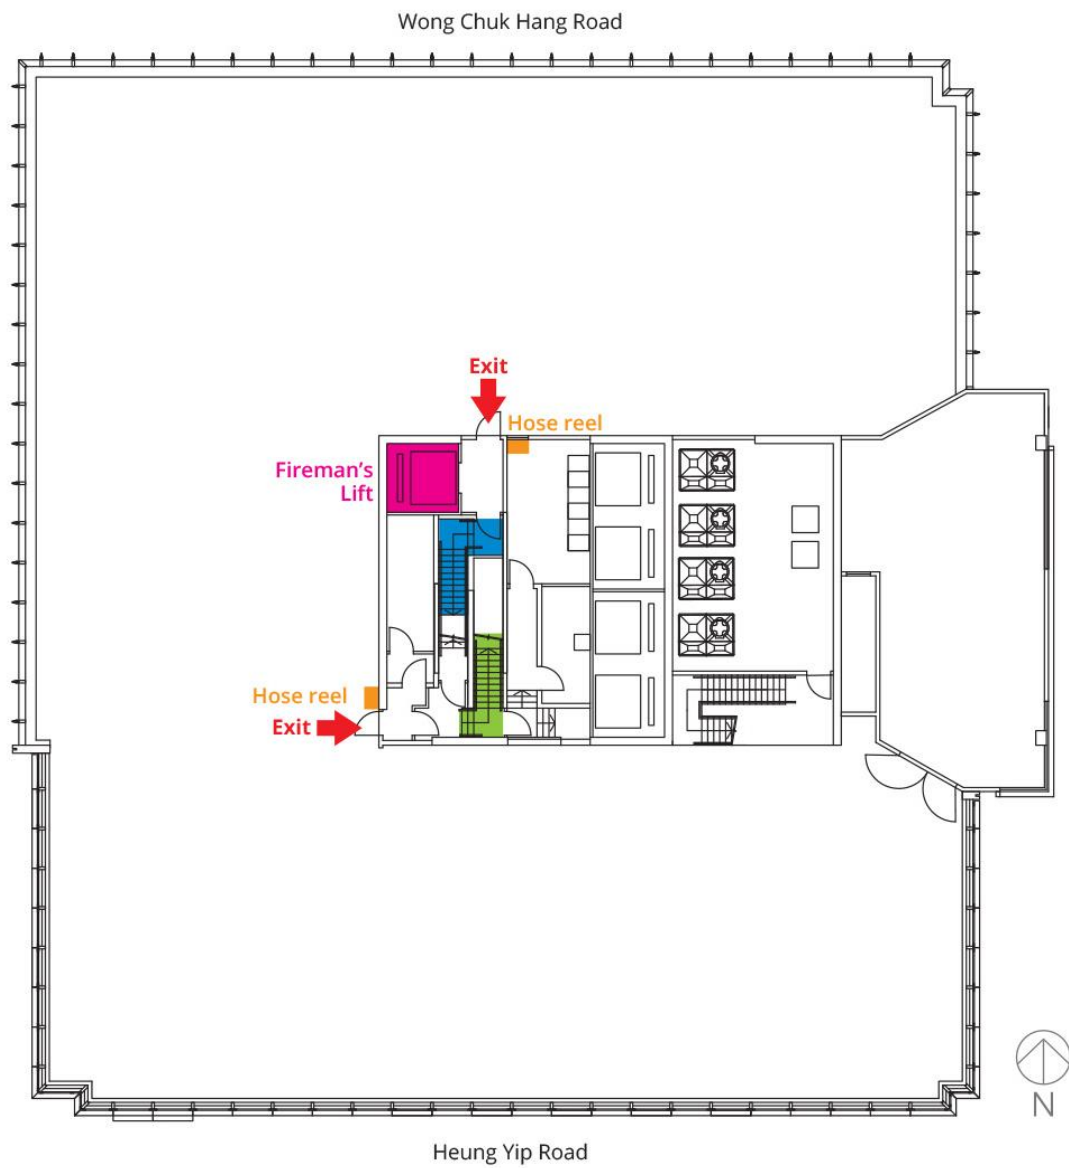 Wong Chuk Hang Road
Exit
Hose reel
Fireman's
Lift
Hose reel
Exit
N
Heung Yip Road